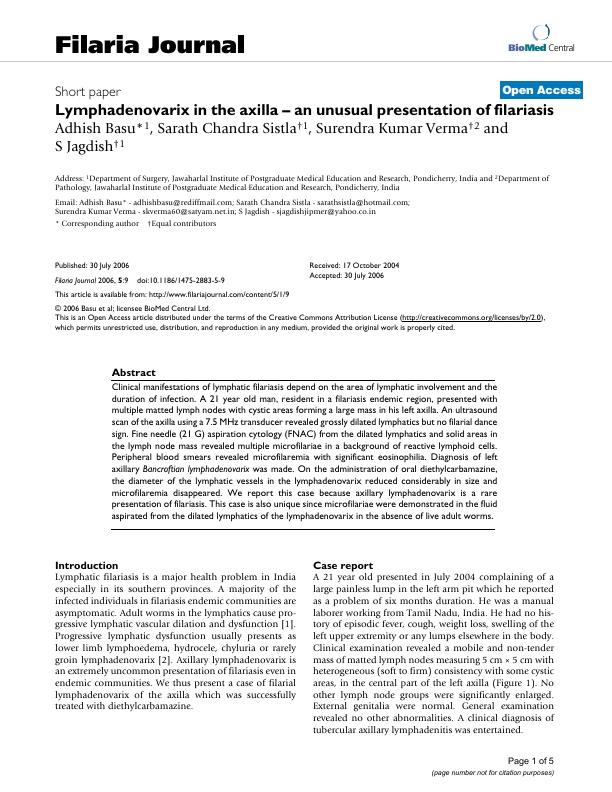 Filaria Journal
BioMed Central
Short paper
Open Access
Lymphadenovarix in the axilla – an unusual presentation of filariasis
Adhish Basu*1, Sarath Chandra Sistla†1, Surendra Kumar Verma†2 and
S Jagdish†1
Address: 1Department of Surgery, Jawaharlal Institute of Postgraduate Medical Education and Research, Pondicherry, India and 2Department of
Pathology, Jawaharlal Institute of Postgraduate Medical Education and Research, Pondicherry, India
Email: Adhish Basu* - adhishbasu@rediffmail.com; Sarath Chandra Sistla - sarathsistla@hotmail.com;
Surendra Kumar Verma - skverma60@satyam.net.in; S Jagdish - sjagdishjipmer@yahoo.co.in
* Corresponding author †Equal contributors
Published: 30 July 2006
Filaria Journal 2006, 5:9 doi:10.1186/1475-2883-5-9
Received: 17 October 2004
Accepted: 30 July 2006
This article is available from: http://www.filariajournal.com/content/5/1/9
© 2006 Basu et al; licensee BioMed Central Ltd.
This is an Open Access article distributed under the terms of the Creative Commons Attribution License (http://creativecommons.org/licenses/by/2.0),
which permits unrestricted use, distribution, and reproduction in any medium, provided the original work is properly cited.
Abstract
Clinical manifestations of lymphatic filariasis depend on the area of lymphatic involvement and the
duration of infection. A 21 year old man, resident in a filariasis endemic region, presented with
multiple matted lymph nodes with cystic areas forming a large mass in his left axilla. An ultrasound
scan of the axilla using a 7.5 MHz transducer revealed grossly dilated lymphatics but no filarial dance
sign. Fine needle (21 G) aspiration cytology (FNAC) from the dilated lymphatics and solid areas in
the lymph node mass revealed multiple microfilariae in a background of reactive lymphoid cells.
Peripheral blood smears revealed microfilaremia with significant eosinophilia. Diagnosis of left
axillary Bancroftian lymphadenovarix was made. On the administration of oral diethylcarbamazine,
the diameter of the lymphatic vessels in the lymphadenovarix reduced considerably in size and
microfilaremia disappeared. We report this case because axillary lymphadenovarix is a rare
presentation of filariasis. This case is also unique since microfilariae were demonstrated in the fluid
aspirated from the dilated lymphatics of the lymphadenovarix in the absence of live adult worms.
Introduction
Lymphatic filariasis is a major health problem in India
especially in its southern provinces. A majority of the
infected individuals in filariasis endemic communities are
asymptomatic. Adult worms in the lymphatics cause pro-
gressive lymphatic vascular dilation and dysfunction [1].
Progressive lymphatic dysfunction usually presents as
lower limb lymphoedema, hydrocele, chyluria or rarely
groin lymphadenovarix [2]. Axillary lymphadenovarix is
an extremely uncommon presentation of filariasis even in
endemic communities. We thus present a case of filarial
lymphadenovarix of the axilla which was successfully
treated with diethylcarbamazine.
Case report
A 21 year old presented in July 2004 complaining of a
large painless lump in the left arm pit which he reported
as a problem of six months duration. He was a manual
laborer working from Tamil Nadu, India. He had no his-
tory of episodic fever, cough, weight loss, swelling of the
left upper extremity or any lumps elsewhere in the body.
Clinical examination revealed a mobile and non-tender
mass of matted lymph nodes measuring 5 cm × 5 cm with
heterogeneous (soft to firm) consistency with some cystic
areas, in the central part of the left axilla (Figure 1). No
other lymph node groups were significantly enlarged.
External genitalia were normal. General examination
revealed no other abnormalities. A clinical diagnosis of
tubercular axillary lymphadenitis was entertained.
Page 1 of 5
(page number not for citation purposes)